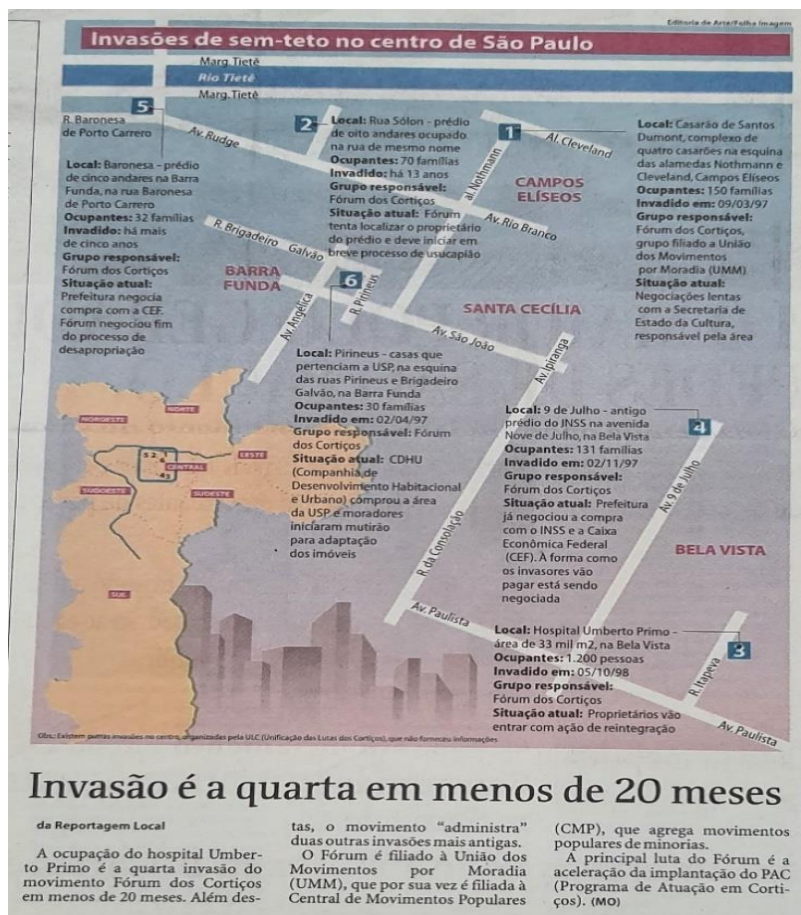 Editoria de Arte/Folha Imagem
Invasões de sem-teto no centro de São Paulo
Marg. Tietê
Rio Tietê
Marg. Tietê
5
R. Baronesa
de Porto Carrero
Av. Rudge
Local: Baronesa - prédio
de cinco andares na Barra
Funda, na rua Baronesa
de Porto Carrero
Ocupantes: 32 famílias
Invadido: há mais
de cinco anos
Grupo responsável:
Fórum dos Cortiços
Situação atual:
Prefeitura negocia
compra com a CEF.
Fórum negociou fim
do processo de
desapropriação
2
Local: Rua Sólon - prédio
de oito andares ocupado
na rua de mesmo nome
Ocupantes: 70 famílias
Invadido: há 13 anos
Grupo responsável:
Fórum dos Cortiços
Situação atual: Fórum
tenta localizar o proprietário
do prédio e deve iniciar em
breve processo de usucapião
1
Al. Cleveland
al. Nothmann
CAMPOS
ELÍSEOS
Av. Rio Branco
Local: Casarão de Santos
Dumont, complexo de
quatro casarões na esquina
das alamedas Nothmann e
Cleveland, Campos Elíseos
Ocupantes: 150 famílias
Invadido em: 09/03/97
Grupo responsável:
Fórum dos Cortiços,
grupo filiado a União
dos Movimentos
por Moradia (UMM)
Situação atual:
Negociações lentas
com a Secretaria de
Estado da Cultura,
responsável pela área
R. Brigadeiro Galvão
BARRA
FUNDA
6
R. Pirineus
Av. Angélica
SANTA CECÍLIA
Av. São João
Av. Ipiranga
Local: Pirineus - casas que
pertenciam a USP, na esquina
das ruas Pirineus e Brigadeiro
Galvão, na Barra Funda
Ocupantes: 30 famílias
Invadido em: 02/04/97
Grupo responsável: Fórum
dos Cortiços
Situação atual: CDHU
(Companhia de
Desenvolvimento Habitacional
e Urbano) comprou a área
da USP e moradores
iniciaram mutirão
para adaptação
dos imóveis
Local: 9 de Julho - antigo
prédio do INSS na avenida
Nove de Julho, na Bela Vista
Ocupantes: 131 famílias
Invadido em: 02/11/97
Grupo responsável:
Fórum dos Cortiços
Situação atual: Prefeitura
já negociou a compra
com o INSS e a Caixa
Econômica Federal
(CEF). À forma como
os invasores vão
pagar está sendo
negociada
4
Av. 9 de Julho
BELA VISTA
R. da Consolação
Av. Paulista
NOROESTE
NORTE
LESTE
CENTRAL
SUDOESTE
SUDESTE
SUL
Local: Hospital Umberto Primo -
área de 33 mil m2, na Bela Vista
Ocupantes: 1.200 pessoas
Invadido em: 05/10/98
Grupo responsável:
Fórum dos Cortiços
Situação atual: Proprietários vão
entrar com ação de reintegração
3
R. Itapeva
Av. Paulista
Obs.: Existem outras invasões no centro, organizadas pela ULC (Unificação das Lutas dos Cortiços), que não forneceu informações
Invasão é a quarta em menos de 20 meses
da Reportagem Local
A ocupação do hospital Umber-
to Primo é a quarta invasão do
movimento Fórum dos Cortiços
em menos de 20 meses. Além des-
tas, o movimento “administra”
duas outras invasões mais antigas.
O Fórum é filiado à União dos
Movimentos por Moradia
(UMM), que por sua vez é filiada à
Central de Movimentos Populares
(CMP), que agrega movimentos
populares de minorias.
A principal luta do Fórum é a
aceleração da implantação do PAC
(Programa de Atuação em Corti-
ços). (MO)